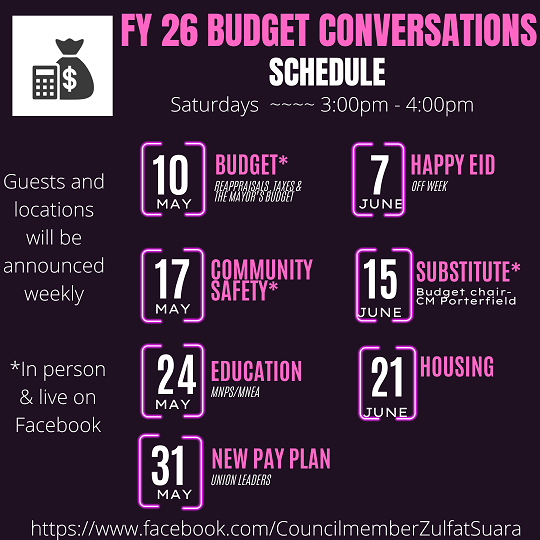 FY 26 BUDGET CONVERSATIONS
SCHEDULE
$
Saturdays ~~~~ 3:00pm - 4:00pm
Guests and
locations
will be
announced
weekly
*In person
& live on
Facebook
10
MAY
BUDGET*
REAPPRAISALS, TAXES &
THE MAYOR'S BUDGET
17
MAY
COMMUNITY
SAFETY*
24
MAY
EDUCATION
MNPS/MNEA
31
MAY
NEW PAY PLAN
UNION LEADERS
7
JUNE
HAPPY EID
OFF WEEK
15
JUNE
SUBSTITUTE*
Budget chair-
CM Porterfield
21
JUNE
HOUSING
https://www.facebook.com/CouncilmemberZulfatSuara